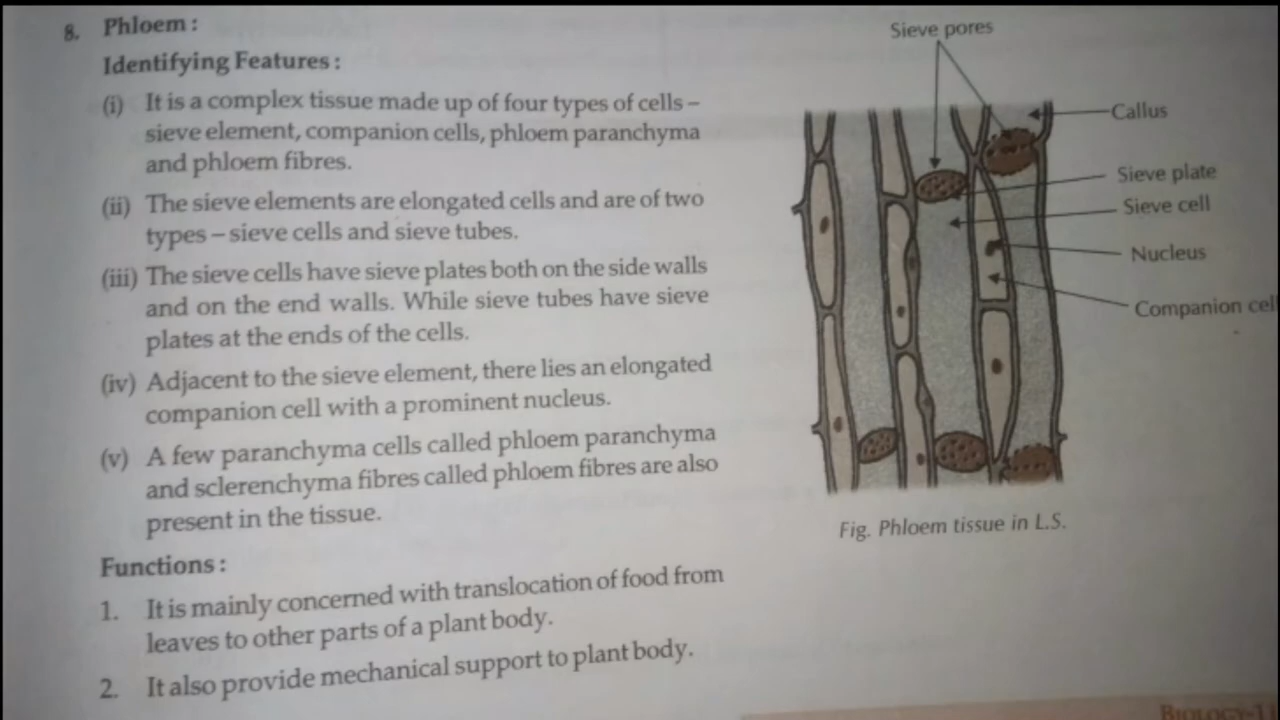 8. Phloem :
Identifying Features :
(i) It is a complex tissue made up of four types of cells –
sieve element, companion cells, phloem paranchyma
and phloem fibres.
(ii) The sieve elements are elongated cells and are of two
types – sieve cells and sieve tubes.
(iii) The sieve cells have sieve plates both on the side walls
and on the end walls. While sieve tubes have sieve
plates at the ends of the cells.
(iv) Adjacent to the sieve element, there lies an elongated
companion cell with a prominent nucleus.
(v) A few paranchyma cells called phloem paranchyma
and sclerenchyma fibres called phloem fibres are also
present in the tissue.
Functions :
1. It is mainly concerned with translocation of food from
leaves to other parts of a plant body.
2. It also provide mechanical support to plant body.
Sieve pores
Callus
Sieve plate
Sieve cell
Nucleus
Companion cel
Fig. Phloem tissue in L.S.